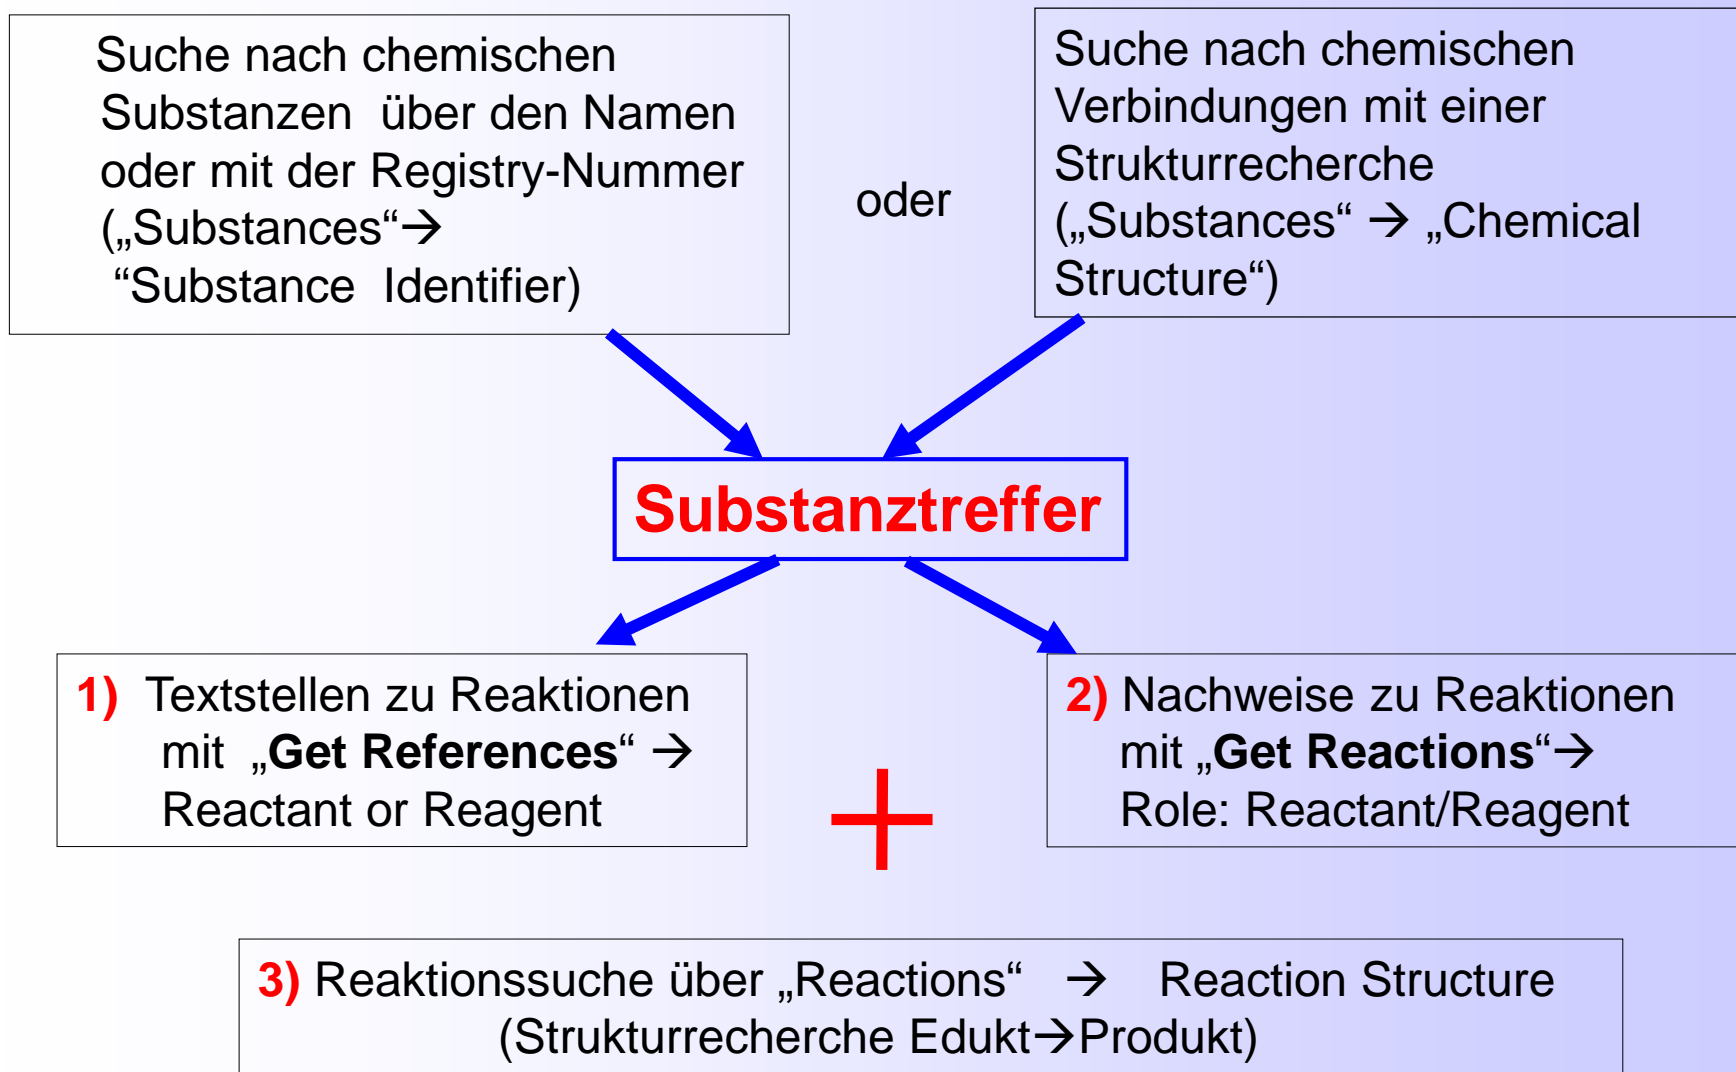 Suche nach chemischen
Substanzen über den Namen
oder mit der Registry-Nummer
(„Substances“→
“Substance Identifier)
oder
Suche nach chemischen
Verbindungen mit einer
Strukturrecherche
(„Substances“ → „Chemical
Structure“)
Substanztreffer
1) Textstellen zu Reaktionen
mit „Get References“ →
Reactant or Reagent
2) Nachweise zu Reaktionen
mit „Get Reactions“→
Role: Reactant/Reagent
+
3) Reaktionssuche über „Reactions“ → Reaction Structure
(Strukturrecherche Edukt→Produkt)